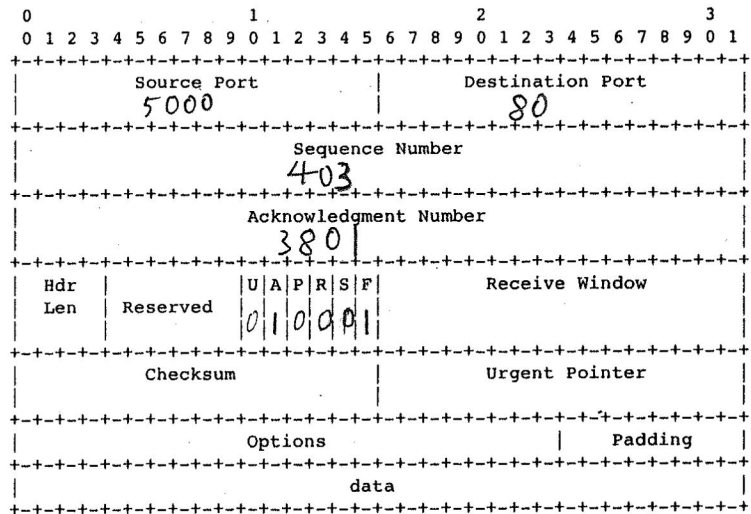 0 1 2 3
0 1 2 3 4 5 6 7 8 9 0 1 2 3 4 5 6 7 8 9 0 1 2 3 4 5 6 7 8 9 0 1
+-+-+-+-+-+-+-+-+-+-+-+-+-+-+-+-+-+-+-+-+-+-+-+-+-+-+-+-+-+-+-+-+
| Source Port | Destination Port |
| 5000 | 80 |
+-+-+-+-+-+-+-+-+-+-+-+-+-+-+-+-+-+-+-+-+-+-+-+-+-+-+-+-+-+-+-+-+
| Sequence Number |
| 403 |
+-+-+-+-+-+-+-+-+-+-+-+-+-+-+-+-+-+-+-+-+-+-+-+-+-+-+-+-+-+-+-+-+
| Acknowledgment Number |
| 380 |
+-+-+-+-+-+-+-+-+-+-+-+-+-+-+-+-+-+-+-+-+-+-+-+-+-+-+-+-+-+-+-+-+
| Hdr | |U|A|P|R|S|F| Receive Window |
| Len | Reserved |0|1|0|0|0|1| |
+-+-+-+-+-+-+-+-+-+-+-+-+-+-+-+-+-+-+-+-+-+-+-+-+-+-+-+-+-+-+-+-+
| Checksum | Urgent Pointer |
+-+-+-+-+-+-+-+-+-+-+-+-+-+-+-+-+-+-+-+-+-+-+-+-+-+-+-+-+-+-+-+-+
| Options | Padding |
+-+-+-+-+-+-+-+-+-+-+-+-+-+-+-+-+-+-+-+-+-+-+-+-+-+-+-+-+-+-+-+-+
| data |
+-+-+-+-+-+-+-+-+-+-+-+-+-+-+-+-+-+-+-+-+-+-+-+-+-+-+-+-+-+-+-+-+